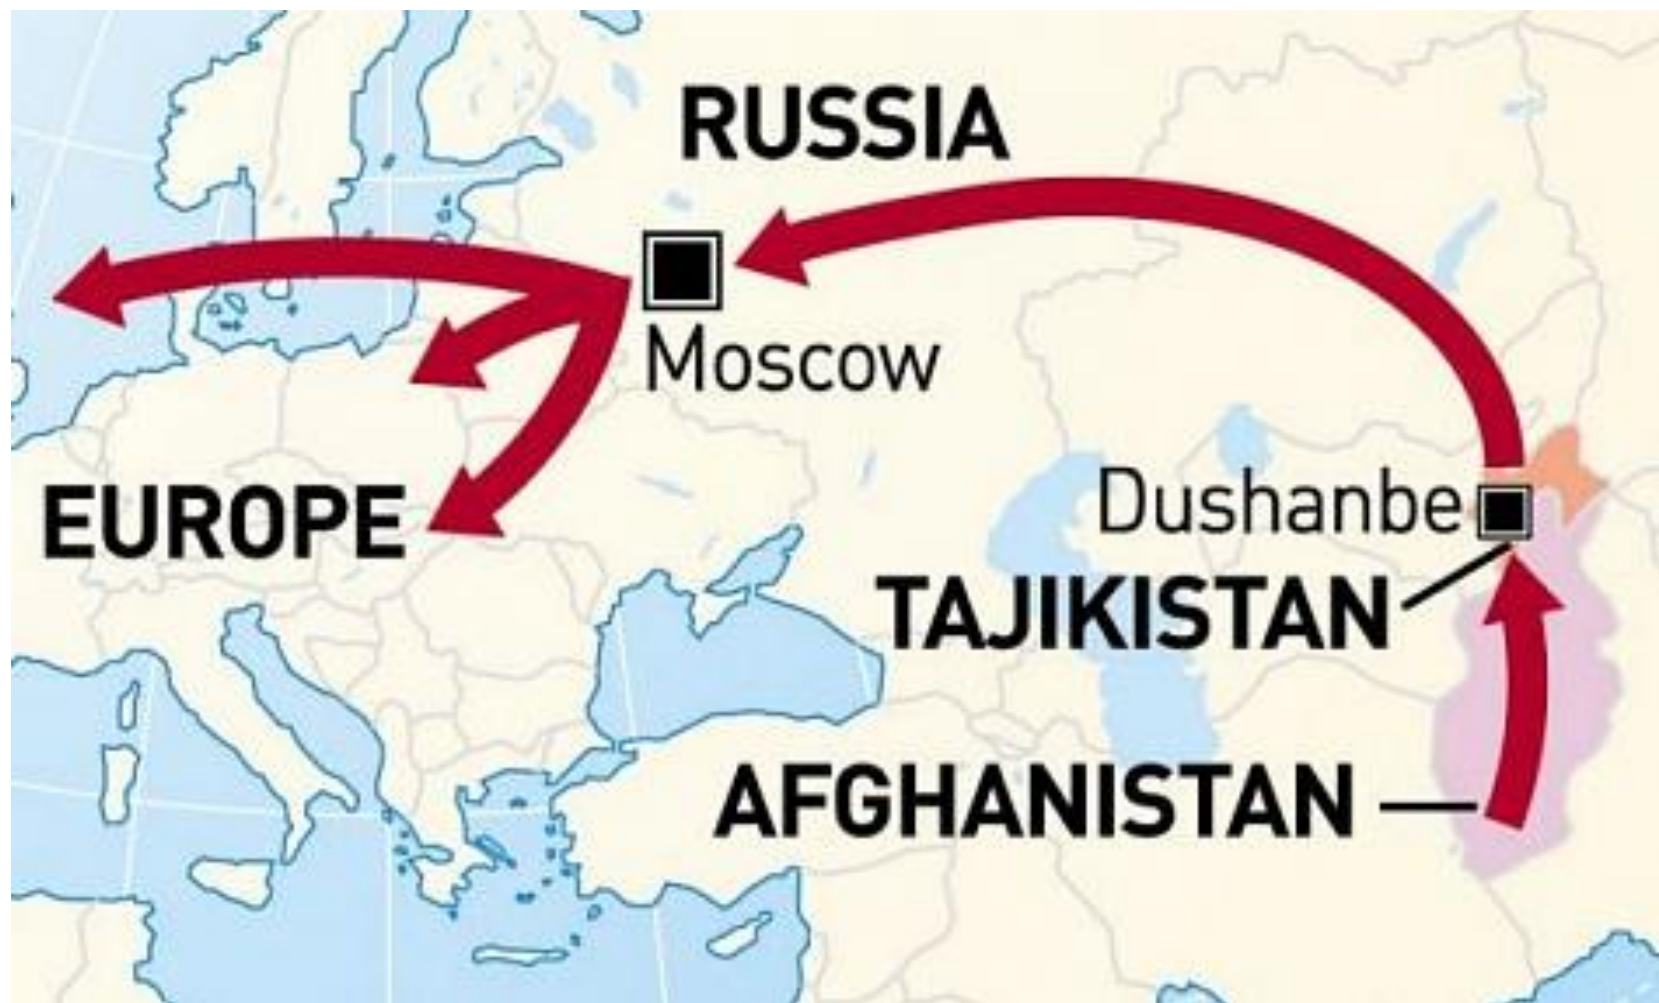 RUSSIA
Moscow
EUROPE
Dushanbe
TAJIKISTAN
AFGHANISTAN